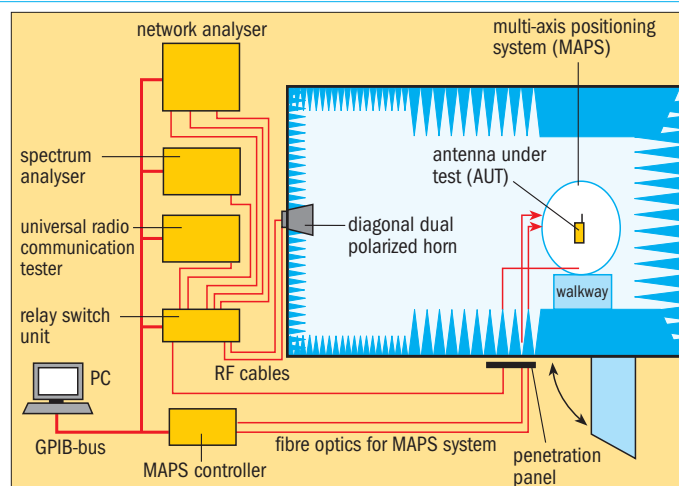 network analyser
multi-axis positioning
system (MAPS)
spectrum
analyser
antenna under
test (AUT)
universal radio
communication
tester
diagonal dual
polarized horn
relay switch
unit
walkway
PC
RF cables
GPIB-bus
fibre optics for MAPS system
MAPS controller
penetration
panel